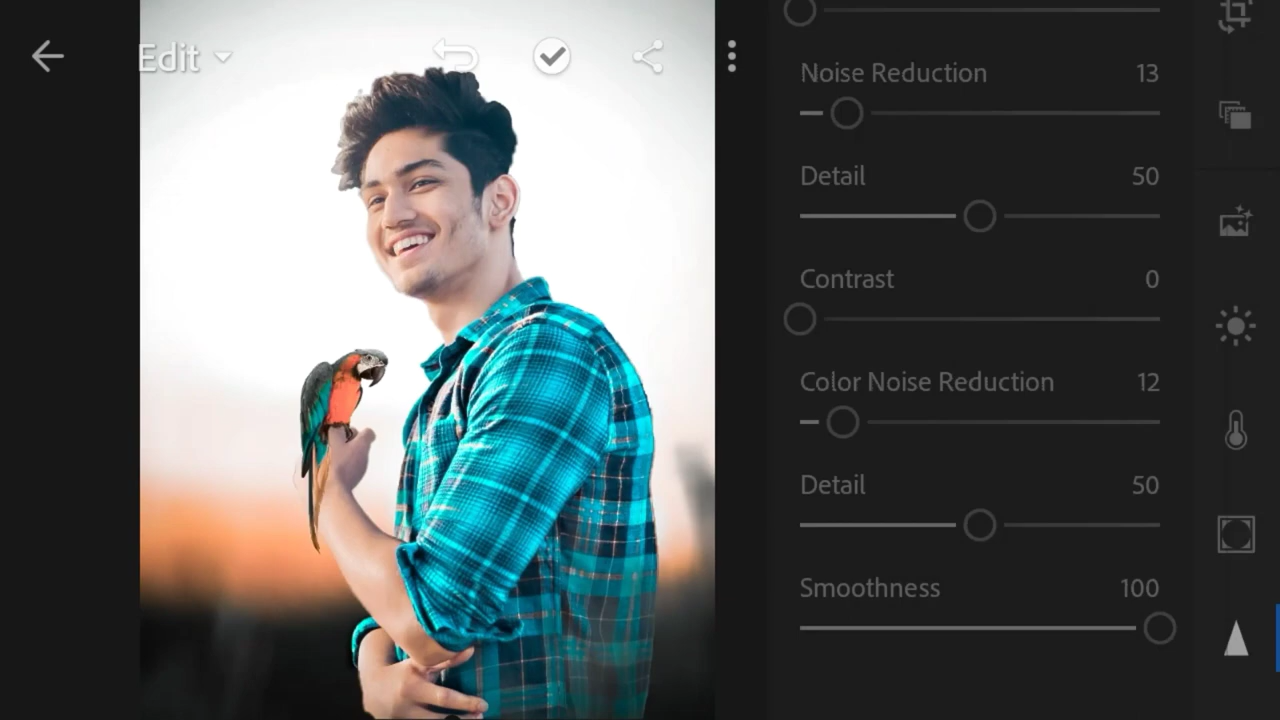 Edit
Noise Reduction 13
Detail 50
Contrast 0
Color Noise Reduction 12
Detail 50
Smoothness 100